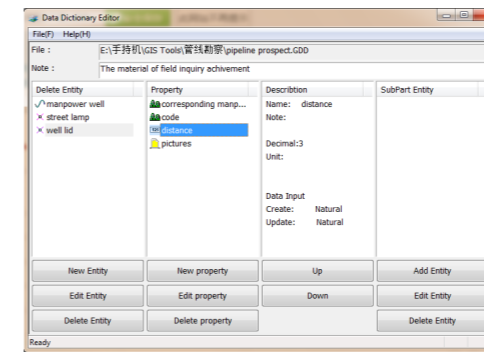 Data Dictionary Editor
File(F) Help(H)
File : E:\手持机\GIS Tools\管线勘察\pipeline prospect.GDD
Note : The material of field inquiry achivement
Delete Entity Property Describtion SubPart Entity
manpower well corresponding manp... Name: distance
street lamp code Note:
well lid distance
pictures Decimal:3
Unit:
Data Input
Create: Natural
Update: Natural
New Entity New property Up Add Entity
Edit Entity Edit property Down Edit Entity
Delete Entity Delete property Delete Entity
Ready